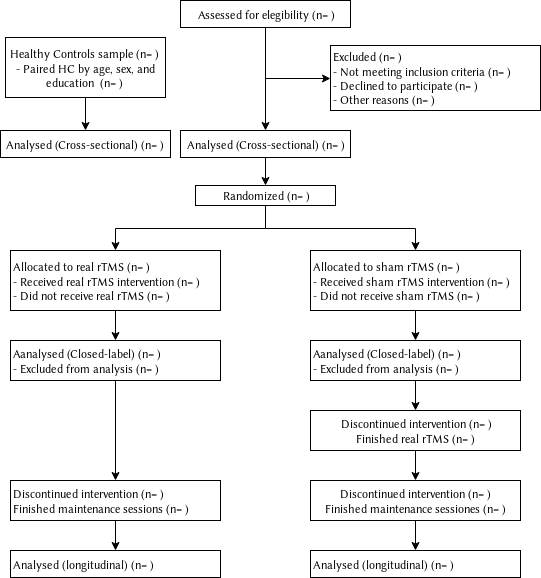 Assessed for elegibility (n= )
Healthy Controls sample (n= )
- Paired HC by age, sex, and
education (n= )
Excluded (n= )
- Not meeting inclusion criteria (n= )
- Declined to participate (n= )
- Other reasons (n= )
Analysed (Cross-sectional) (n= )
Analysed (Cross-sectional) (n= )
Randomized (n= )
Allocated to real rTMS (n= )
- Received real rTMS intervention (n= )
- Did not receive real rTMS (n= )
Allocated to sham rTMS (n= )
- Received sham rTMS intervention (n= )
- Did not receive sham rTMS (n= )
Aanalysed (Closed-label) (n= )
- Excluded from analysis (n= )
Aanalysed (Closed-label) (n= )
- Excluded from analysis (n= )
Discontinued intervention (n= )
Finished real rTMS (n= )
Discontinued intervention (n= )
Finished maintenance sessions (n= )
Discontinued intervention (n= )
Finished maintenance sessiones (n= )
Analysed (longitudinal) (n= )
Analysed (longitudinal) (n= )